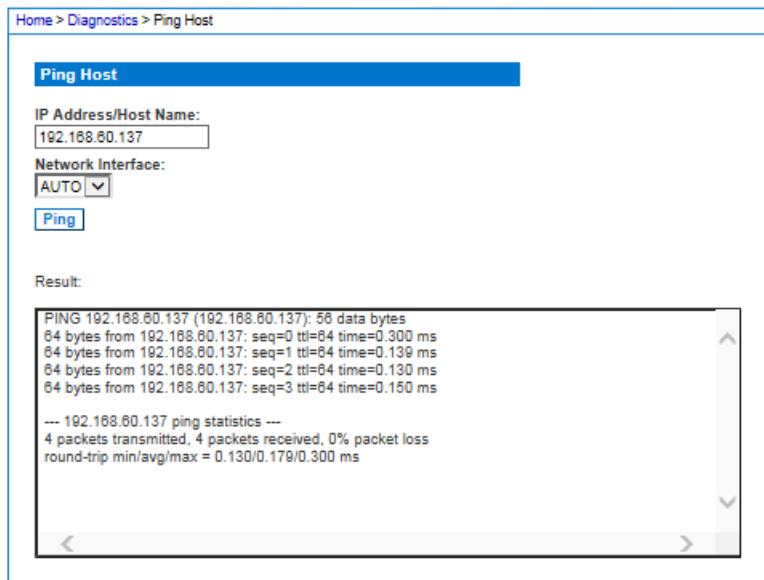 Home > Diagnostics > Ping Host
Ping Host
IP Address/Host Name:
192.168.60.137
Network Interface:
AUTO
Ping
Result:
PING 192.168.60.137 (192.168.60.137): 56 data bytes
64 bytes from 192.168.60.137: seq=0 ttl=64 time=0.300 ms
64 bytes from 192.168.60.137: seq=1 ttl=64 time=0.139 ms
64 bytes from 192.168.60.137: seq=2 ttl=64 time=0.130 ms
64 bytes from 192.168.60.137: seq=3 ttl=64 time=0.150 ms
--- 192.168.60.137 ping statistics ---
4 packets transmitted, 4 packets received, 0% packet loss
round-trip min/avg/max = 0.130/0.179/0.300 ms